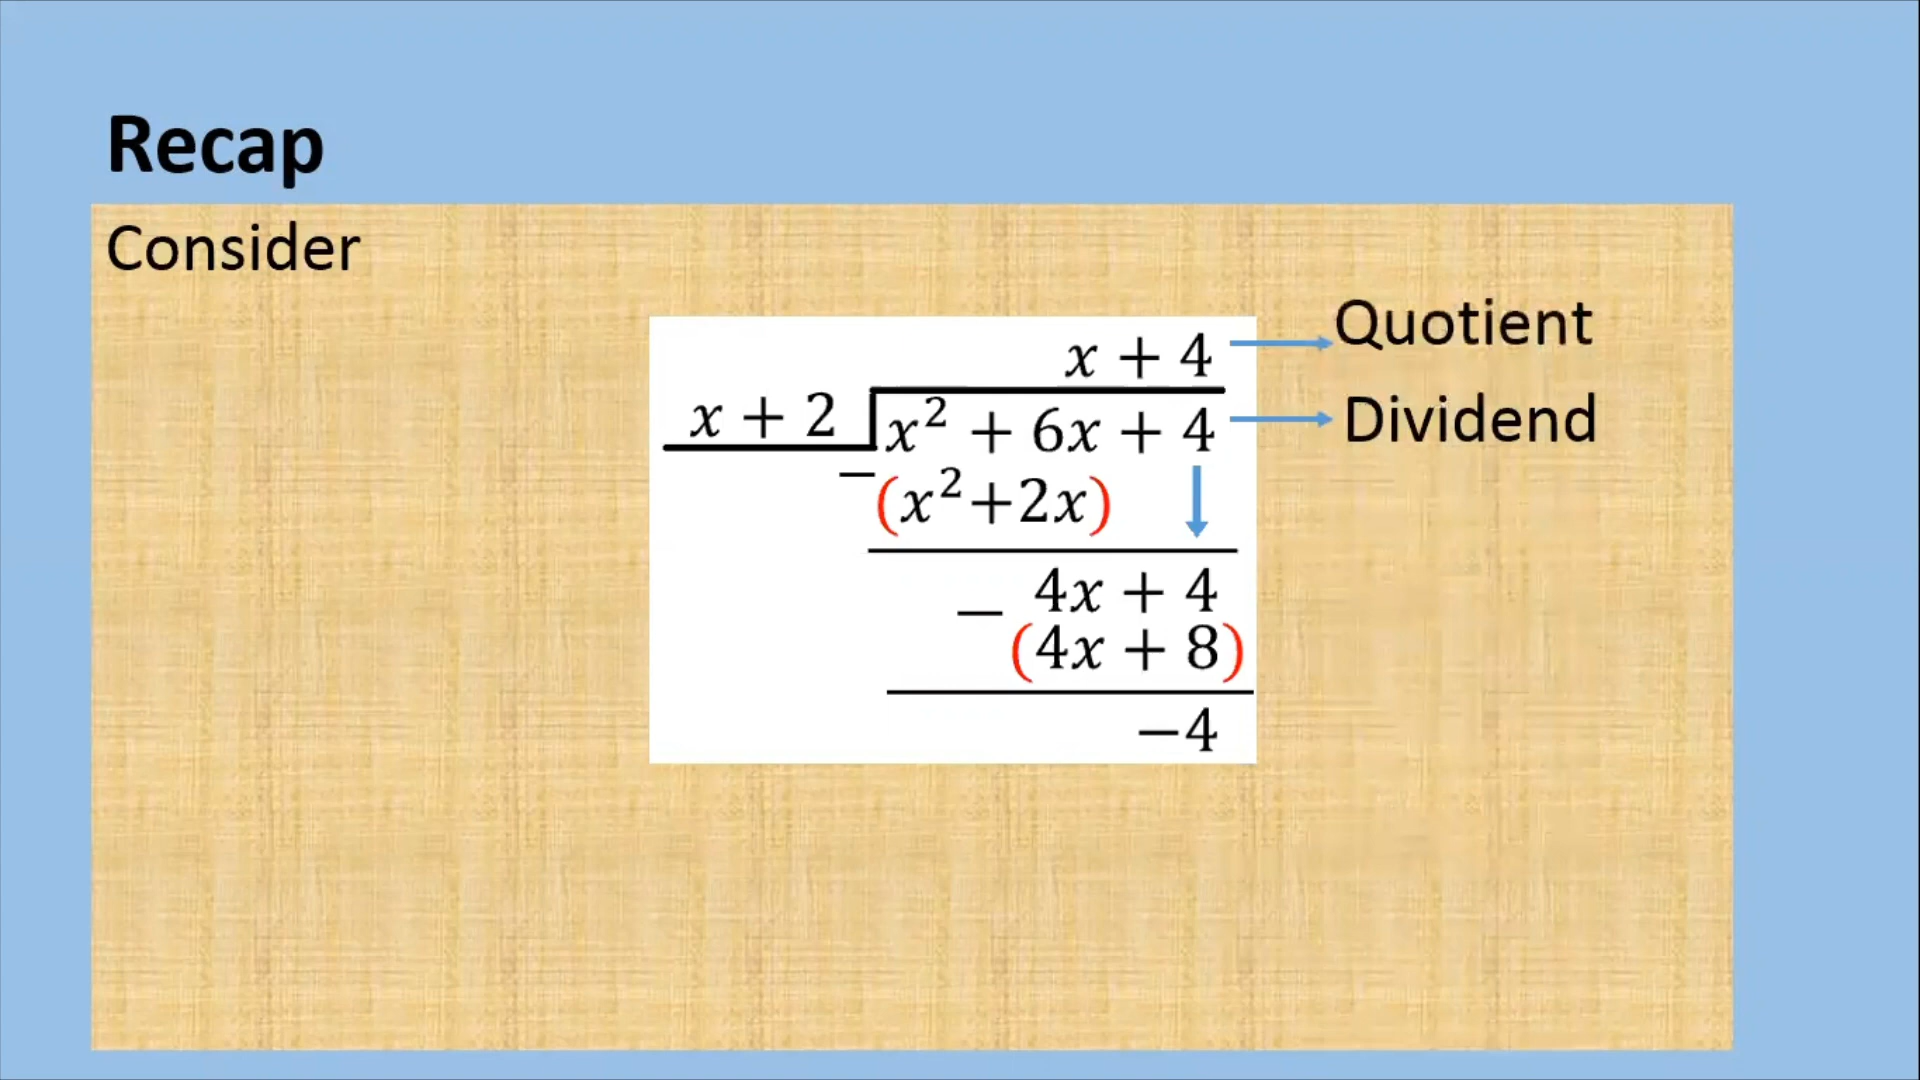 Recap
Consider
x + 4
Quotient
x + 2
x² + 6x + 4
Dividend
−
(x²+2x)
4x + 4
−
(4x + 8)
−4